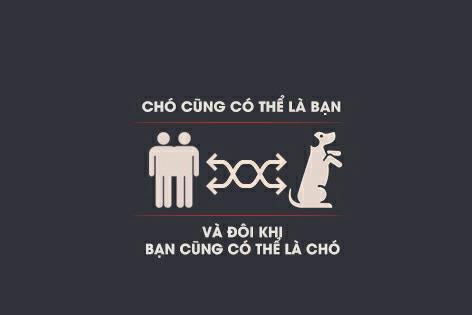 CHÓ CŨNG CÓ THỂ LÀ BẠN
VÀ ĐÔI KHI
BẠN CŨNG CÓ THỂ LÀ CHÓ